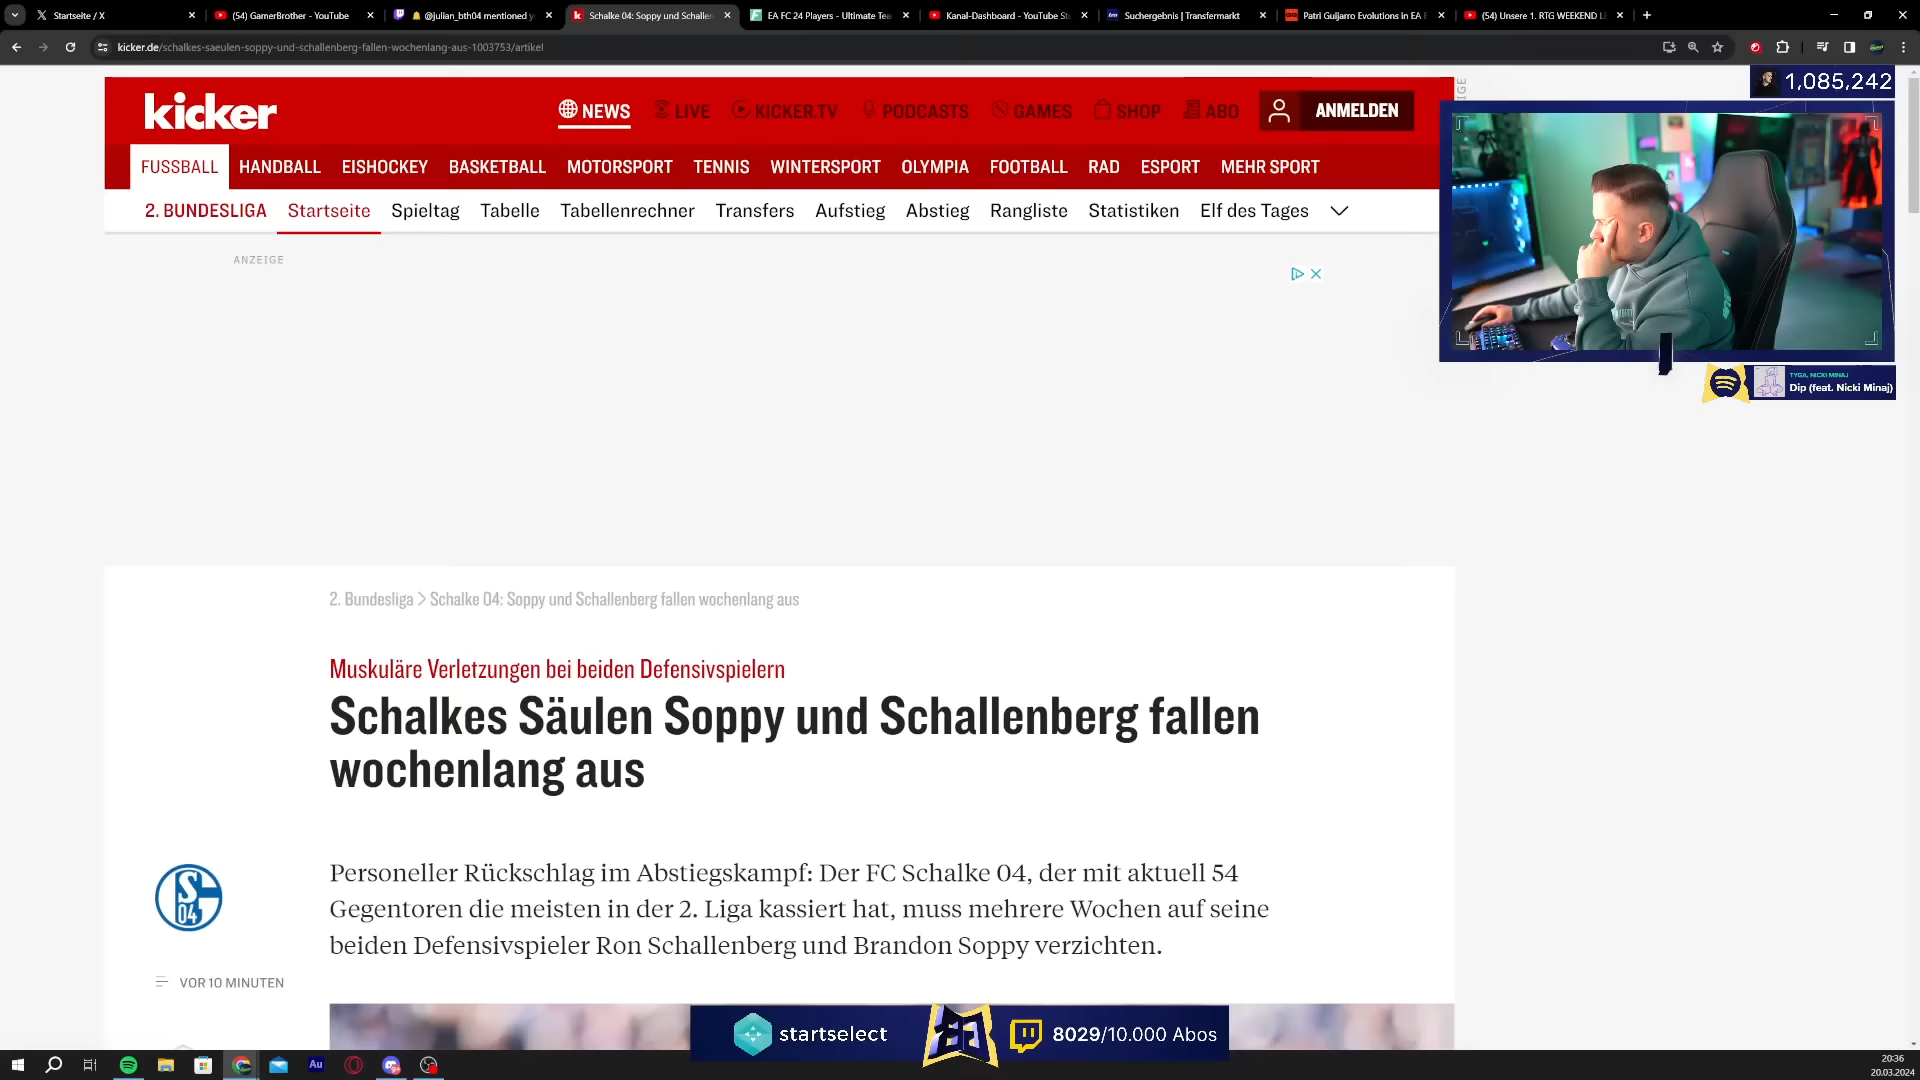 Startseite / X
(54) GamerBrother - YouTube
@julian_bth04 mentioned y
Schalke 04: Soppy und Schallen
EA FC 24 Players - Ultimate Tea
Kanal-Dashboard - YouTube St
Suchergebnis | Transfermarkt
Patri Guijarro Evolutions in EA F
(54) Unsere 1. RTG WEEKEND L
kicker.de/schalkes-saeulen-soppy-und-schallenberg-fallen-wochenlang-aus-1003753/artikel
1,085,242
kicker
NEWS
LIVE
KICKER.TV
PODCASTS
GAMES
SHOP
ABO
ANMELDEN
FUSSBALL
HANDBALL
EISHOCKEY
BASKETBALL
MOTORSPORT
TENNIS
WINTERSPORT
OLYMPIA
FOOTBALL
RAD
ESPORT
MEHR SPORT
2. BUNDESLIGA
Startseite
Spieltag
Tabelle
Tabellenrechner
Transfers
Aufstieg
Abstieg
Rangliste
Statistiken
Elf des Tages
ANZEIGE
TYGA, NICKI MINAJ
Dip (feat. Nicki Minaj)
2. Bundesliga > Schalke 04: Soppy und Schallenberg fallen wochenlang aus
Muskuläre Verletzungen bei beiden Defensivspielern
Schalkes Säulen Soppy und Schallenberg fallen
wochenlang aus
Personeller Rückschlag im Abstiegskampf: Der FC Schalke 04, der mit aktuell 54
Gegentoren die meisten in der 2. Liga kassiert hat, muss mehrere Wochen auf seine
beiden Defensivspieler Ron Schallenberg und Brandon Soppy verzichten.
S
04
VOR 10 MINUTEN
startselect
8029/10.000 Abos
Au
20:36
20.03.2024